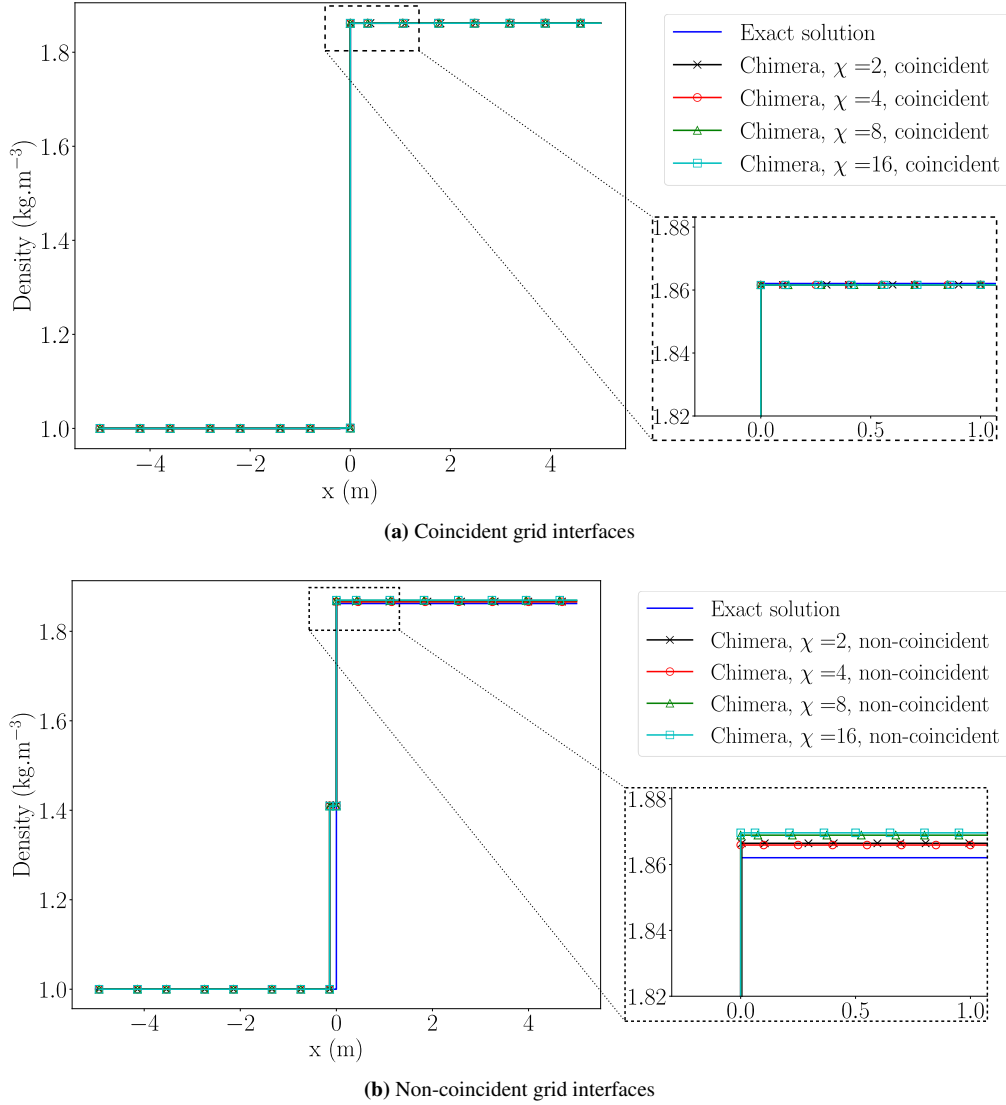 Density (kg.m⁻³)
1.8
1.6
1.4
1.2
1.0
−4
−2
0
2
4
x (m)
Exact solution
Chimera, χ =2, coincident
Chimera, χ =4, coincident
Chimera, χ =8, coincident
Chimera, χ =16, coincident
1.88
1.86
1.84
1.82
0.0
0.5
1.0
(a) Coincident grid interfaces
Density (kg.m⁻³)
1.8
1.6
1.4
1.2
1.0
−4
−2
0
2
4
x (m)
Exact solution
Chimera, χ =2, non-coincident
Chimera, χ =4, non-coincident
Chimera, χ =8, non-coincident
Chimera, χ =16, non-coincident
1.88
1.86
1.84
1.82
0.0
0.5
1.0
(b) Non-coincident grid interfaces